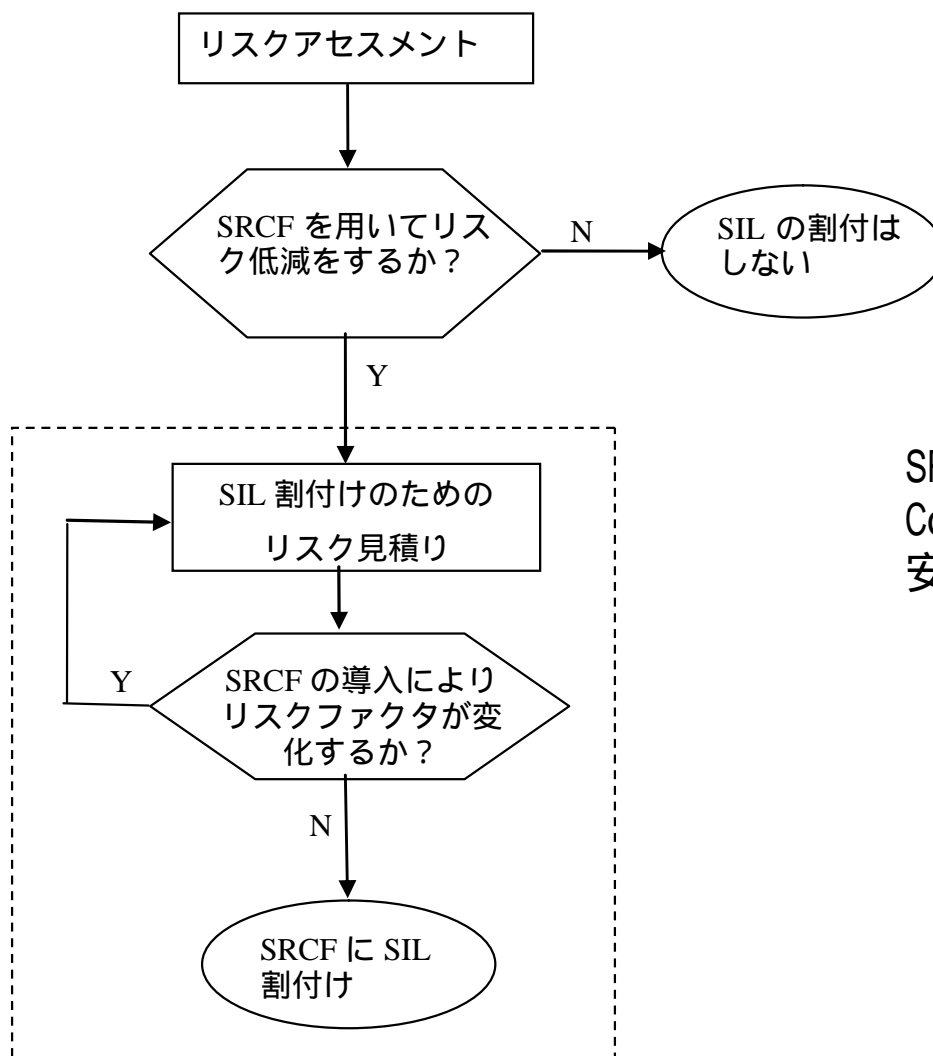 リスクアセスメント
SRCF を用いてリス
ク低減をするか？
N
SIL の割付は
しない
Y
SIL 割付けのための
リスク見積り
Y
SRCF の導入により
リスクファクタが変
化するか？
N
SRCF に SIL
割付け